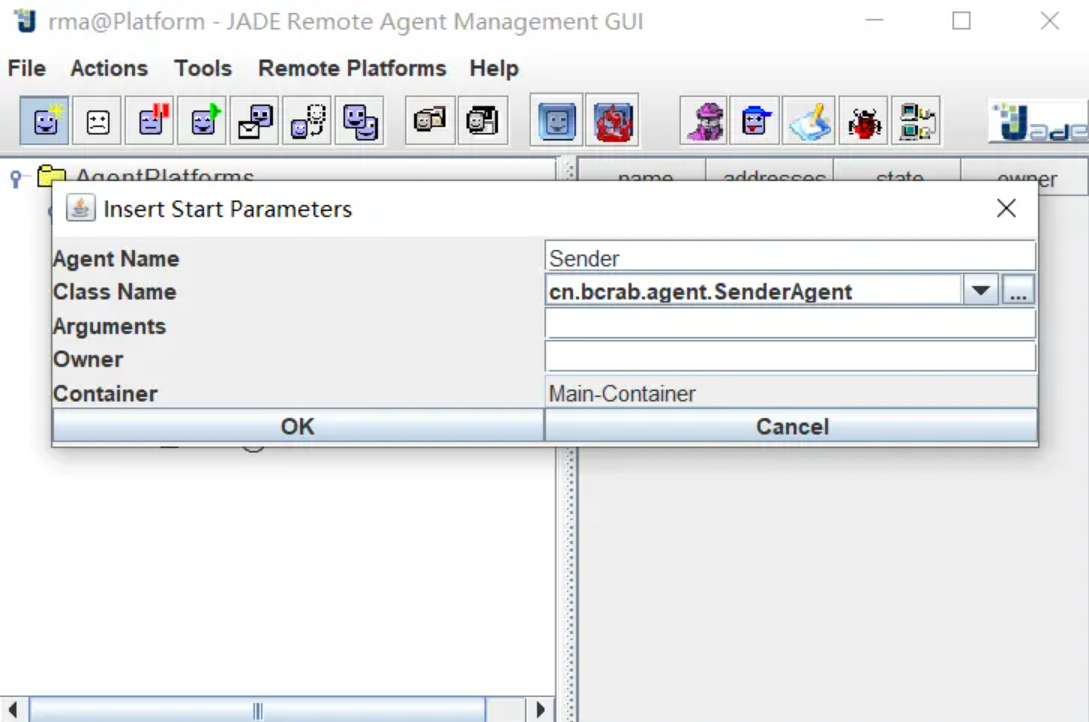 rma@Platform - JADE Remote Agent Management GUI
File Actions Tools Remote Platforms Help
Jade
AgentPlatforms
name addresses state owner
Insert Start Parameters
Agent Name Sender
Class Name cn.bcrab.agent.SenderAgent ...
Arguments
Owner
Container Main-Container
OK Cancel